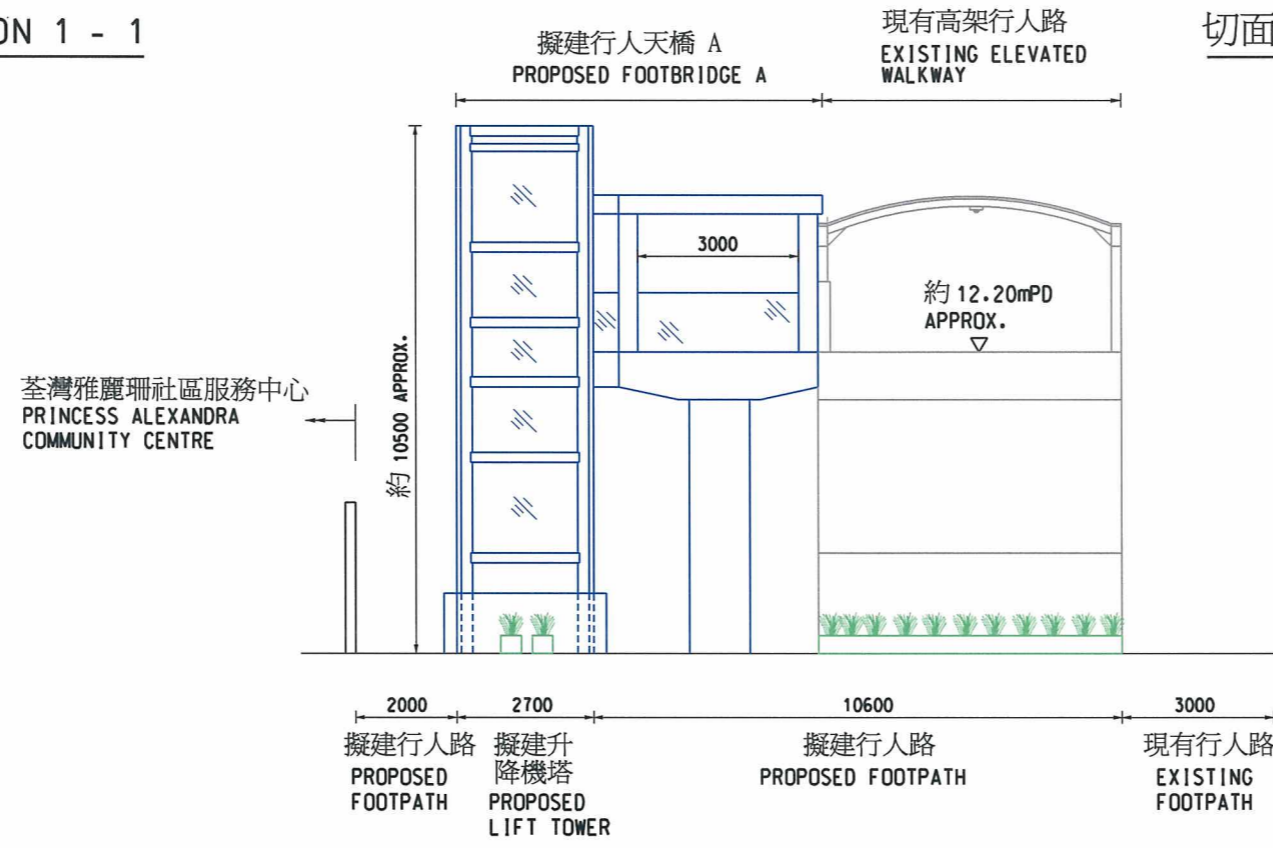 ON 1 - 1
切面
擬建行人天橋 A
PROPOSED FOOTBRIDGE A
現有高架行人路
EXISTING ELEVATED
WALKWAY
3000
約 12.20mPD
APPROX.
約 10500 APPROX.
荃灣雅麗珊社區服務中心
PRINCESS ALEXANDRA
COMMUNITY CENTRE
2000
2700
10600
3000
擬建行人路
PROPOSED
FOOTPATH
擬建升
降機塔
PROPOSED
LIFT TOWER
擬建行人路
PROPOSED FOOTPATH
現有行人路
EXISTING
FOOTPATH